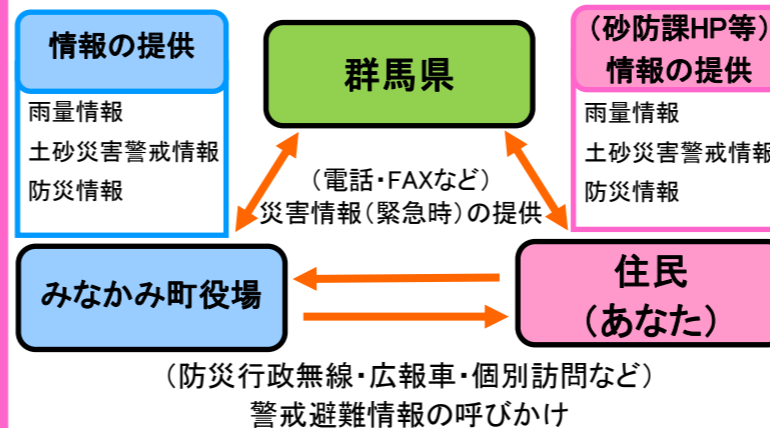 情報の提供
雨量情報
土砂災害警戒情報
防災情報
群馬県
（砂防課HP等）
情報の提供
雨量情報
土砂災害警戒情報
防災情報
（電話・FAXなど）
災害情報（緊急時）の提供
みなかみ町役場
住民
（あなた）
（防災行政無線・広報車・個別訪問など）
警戒避難情報の呼びかけ